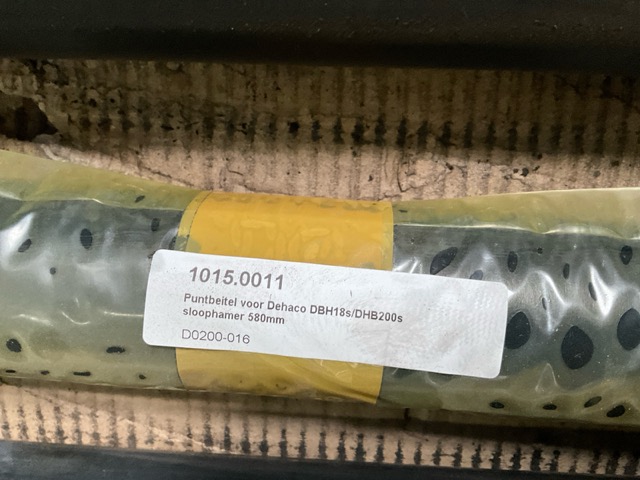 1015.0011
Puntbeitel voor Dehaco DBH18s/DHB200s
sloophamer 580mm
D0200-016